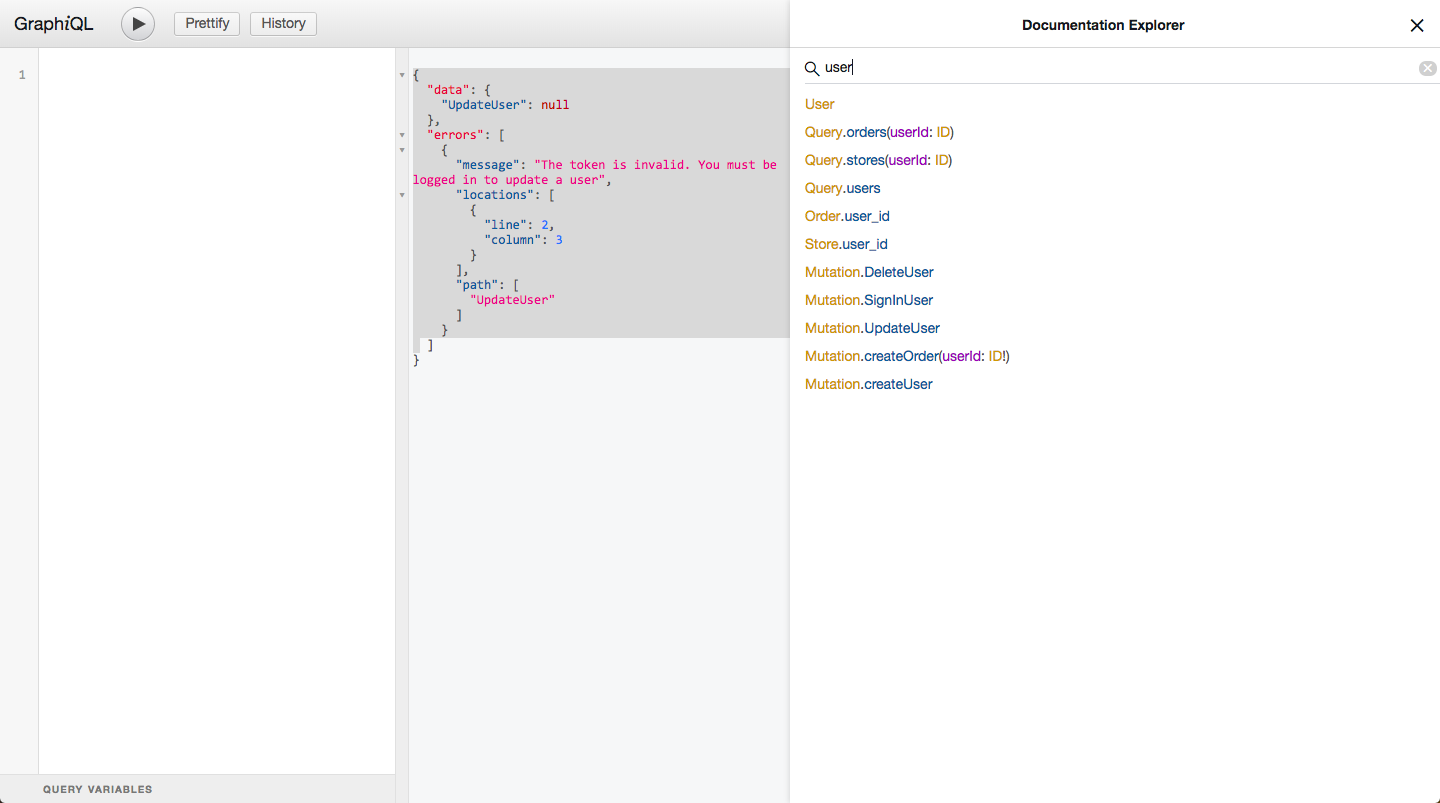 GraphiQL
Prettify
History
1
{
"data": {
"UpdateUser": null
},
"errors": [
{
"message": "The token is invalid. You must be
logged in to update a user",
"locations": [
{
"line": 2,
"column": 3
}
],
"path": [
"UpdateUser"
]
}
]
}
QUERY VARIABLES
Documentation Explorer
user
User
Query.orders(userId: ID)
Query.stores(userId: ID)
Query.users
Order.user_id
Store.user_id
Mutation.DeleteUser
Mutation.SignInUser
Mutation.UpdateUser
Mutation.createOrder(userId: ID!)
Mutation.createUser